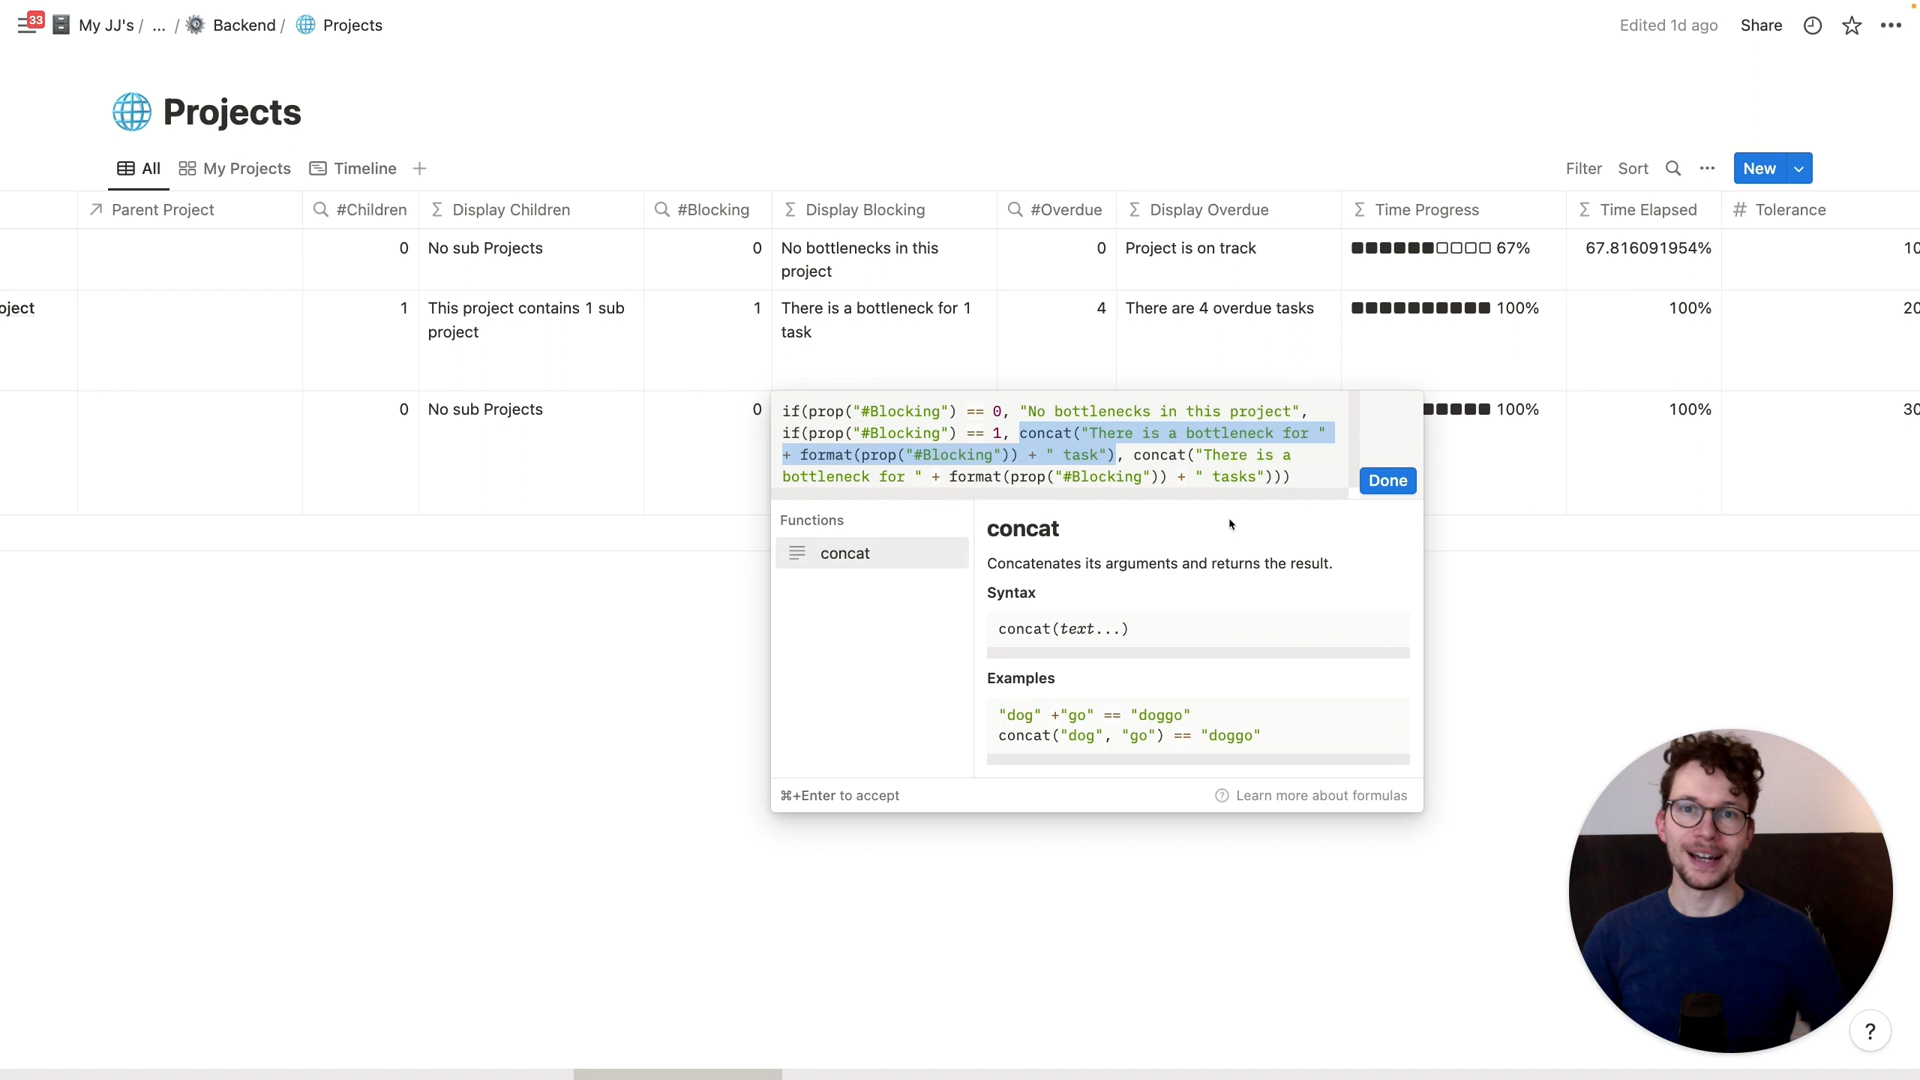 33 My JJ's / ... / Backend / Projects
Edited 1d ago Share
Projects
All My Projects Timeline
Filter Sort New
Parent Project #Children Display Children #Blocking Display Blocking #Overdue Display Overdue Time Progress Time Elapsed # Tolerance
0 No sub Projects 0 No bottlenecks in this 0 Project is on track 67% 67.816091954% 10
project
oject 1 This project contains 1 sub 1 There is a bottleneck for 1 4 There are 4 overdue tasks 100% 100% 20
project task
0 No sub Projects 0 100% 100% 30
if(prop("#Blocking") == 0, "No bottlenecks in this project",
if(prop("#Blocking") == 1, concat("There is a bottleneck for "
+ format(prop("#Blocking")) + " task"), concat("There is a
bottleneck for " + format(prop("#Blocking")) + " tasks")))
Done
Functions
concat
concat
Concatenates its arguments and returns the result.
Syntax
concat(text...)
Examples
"dog" +"go" == "doggo"
concat("dog", "go") == "doggo"
⌘+Enter to accept
? Learn more about formulas
?